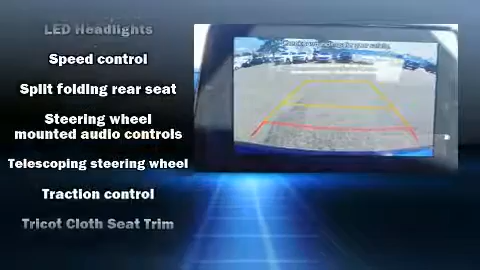 LED Headlights
Speed control
Split folding rear seat
Steering wheel
mounted audio controls
Telescoping steering wheel
Traction control
Tricot Cloth Seat Trim